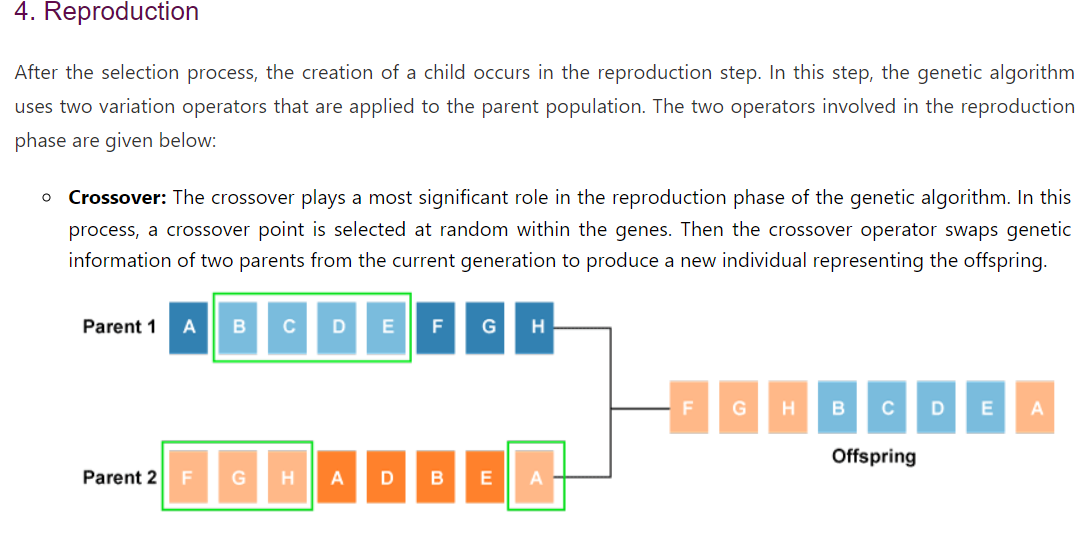 4. Reproduction
After the selection process, the creation of a child occurs in the reproduction step. In this step, the genetic algorithm
uses two variation operators that are applied to the parent population. The two operators involved in the reproduction
phase are given below:
Crossover: The crossover plays a most significant role in the reproduction phase of the genetic algorithm. In this
process, a crossover point is selected at random within the genes. Then the crossover operator swaps genetic
information of two parents from the current generation to produce a new individual representing the offspring.
Parent 1 A B C D E F G H
F G H B C D E A
Offspring
Parent 2 F G H A D B E A